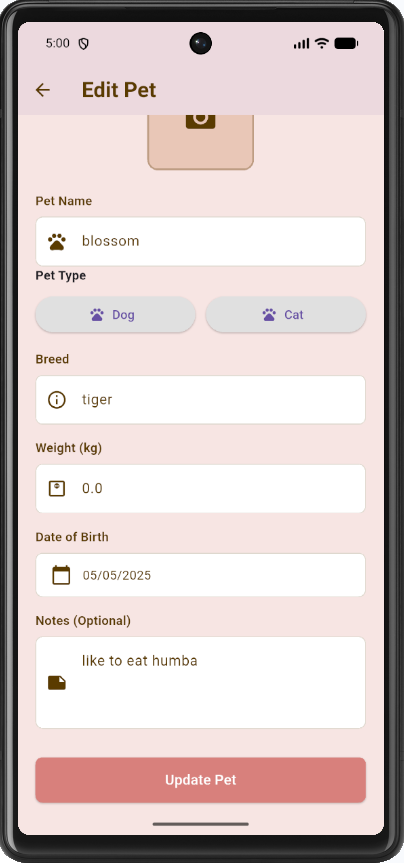 5:00
Edit Pet
Pet Name
blossom
Pet Type
Dog Cat
Breed
tiger
Weight (kg)
0.0
Date of Birth
05/05/2025
Notes (Optional)
like to eat humba
Update Pet